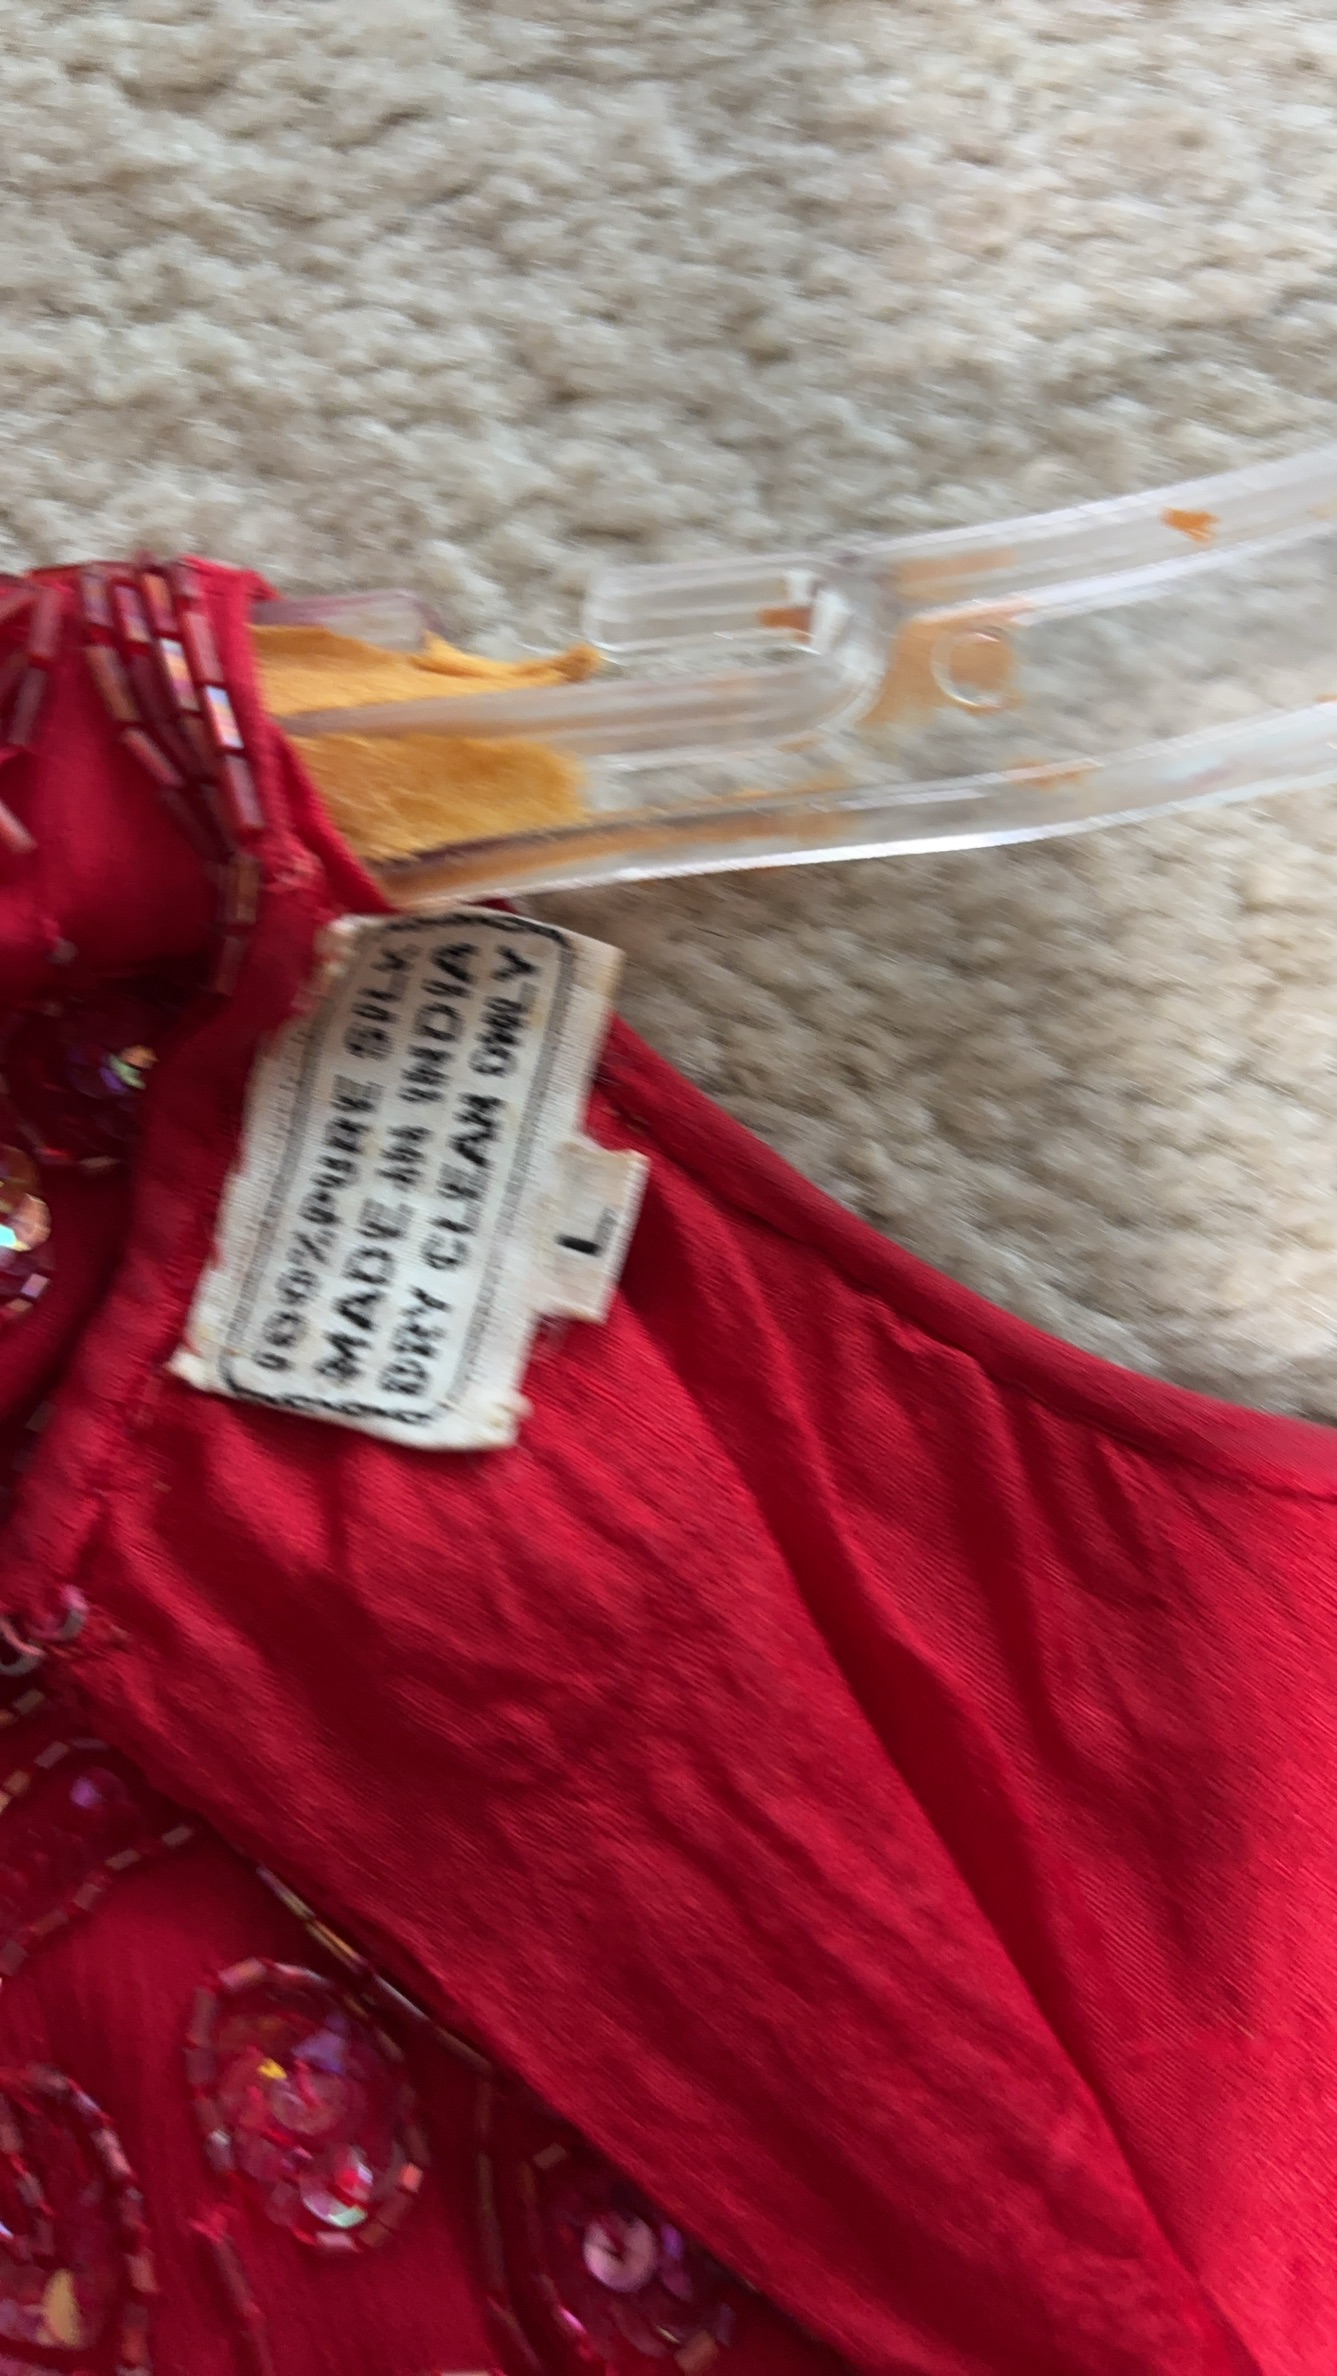 100% PURE SILK
MADE IN INDIA
DRY CLEAN ONLY
L